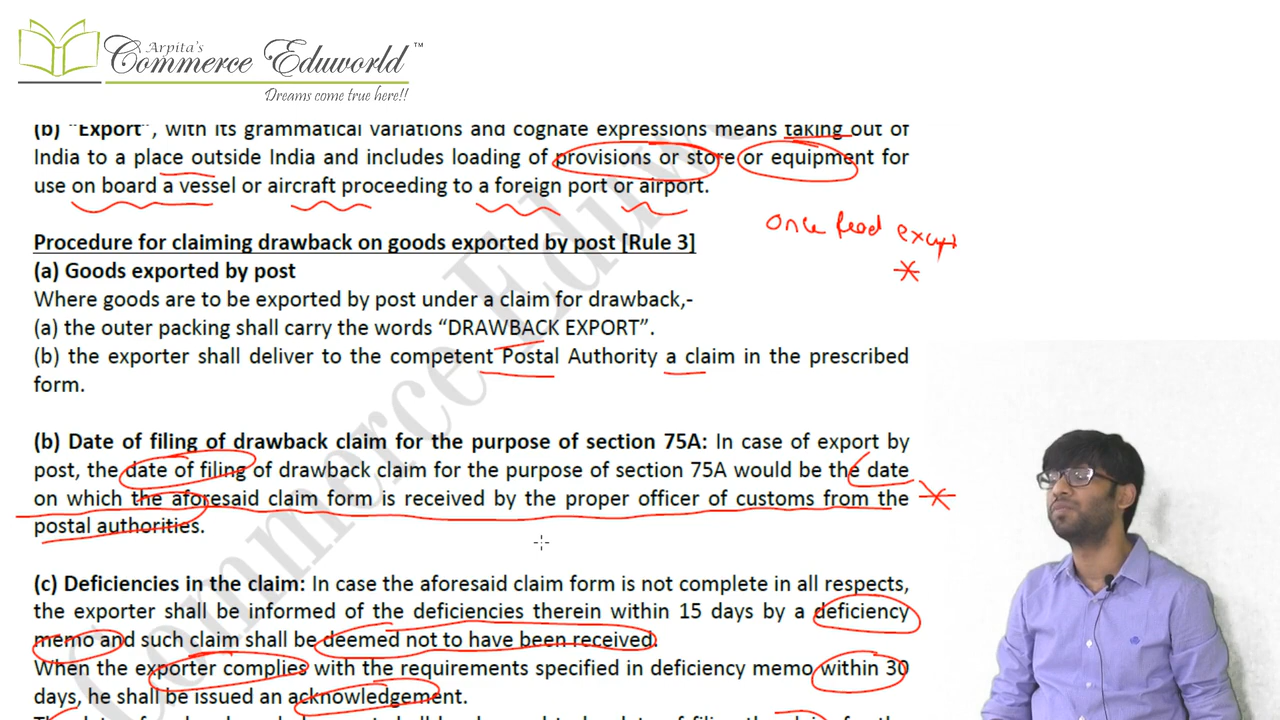 Arpita's
Commerce Eduworld™
Dreams come true here!!
(b) "Export", with its grammatical variations and cognate expressions means taking out of
India to a place outside India and includes loading of provisions or store or equipment for
use on board a vessel or aircraft proceeding to a foreign port or airport.
once read except
*
Procedure for claiming drawback on goods exported by post [Rule 3]
(a) Goods exported by post
Where goods are to be exported by post under a claim for drawback,-
(a) the outer packing shall carry the words “DRAWBACK EXPORT”.
(b) the exporter shall deliver to the competent Postal Authority a claim in the prescribed
form.
(b) Date of filing of drawback claim for the purpose of section 75A: In case of export by
post, the date of filing of drawback claim for the purpose of section 75A would be the date
on which the aforesaid claim form is received by the proper officer of customs from the *
postal authorities.
(c) Deficiencies in the claim: In case the aforesaid claim form is not complete in all respects,
the exporter shall be informed of the deficiencies therein within 15 days by a deficiency
memo and such claim shall be deemed not to have been received.
When the exporter complies with the requirements specified in deficiency memo within 30
days, he shall be issued an acknowledgement.
Commerce Eduw